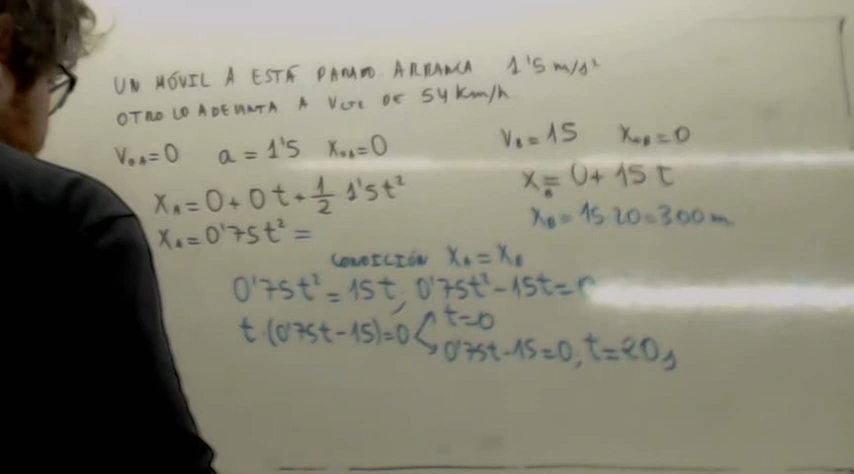 UN MÓVIL A ESTÁ PARADO ARRANCA 1'5 m/s²
OTRO LO ADELANTA A Vcte DE 54 km/h
V₀A=0 a=1'5 X₀A=0
VB=15 X₀B=0
XA=0+0t+1/2 1'5t²
XB=0+15t
XA=0'75t²=
XB=15·20=300m
CONDICIÓN XA=XB
0'75t²=15t, 0'75t²-15t=0
t·(0'75t-15)=0
t=0
0'75t-15=0, t=20s